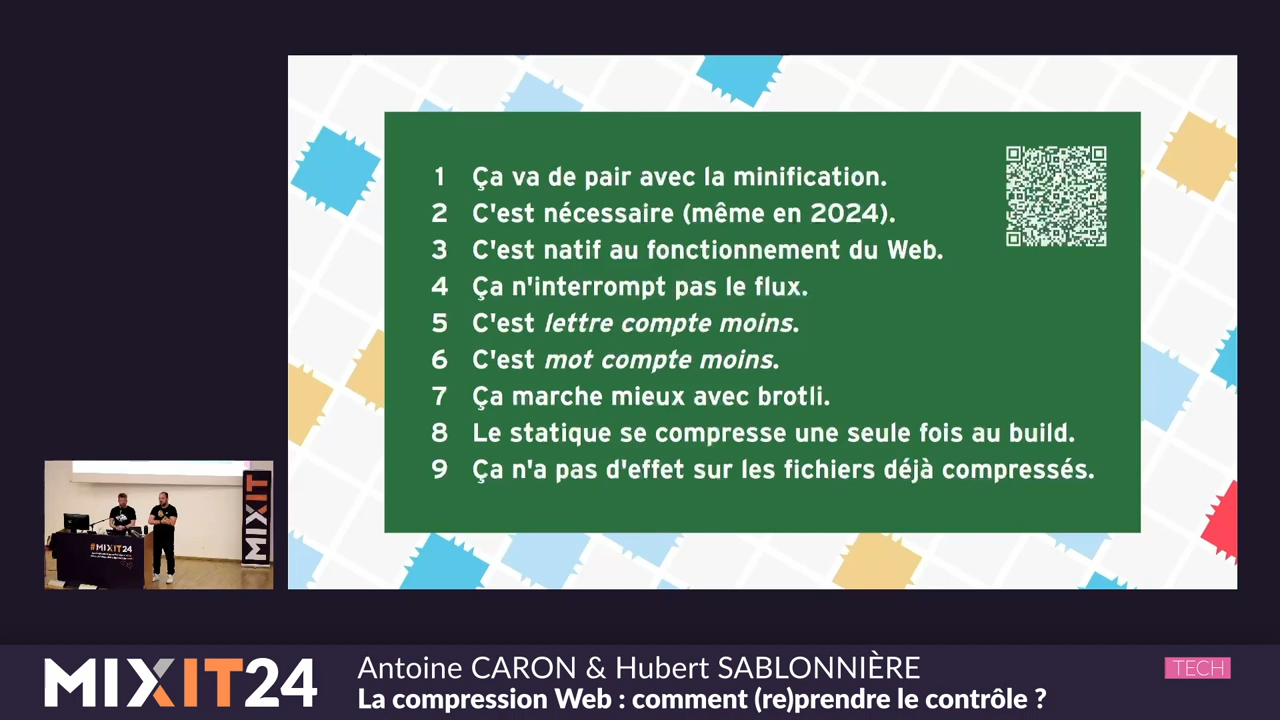 1 Ça va de pair avec la minification.
2 C'est nécessaire (même en 2024).
3 C'est natif au fonctionnement du Web.
4 Ça n'interrompt pas le flux.
5 C'est lettre compte moins.
6 C'est mot compte moins.
7 Ça marche mieux avec brotli.
8 Le statique se compresse une seule fois au build.
9 Ça n'a pas d'effet sur les fichiers déjà compressés.
MIXIT
#MIXIT24
MIXIT24
Antoine CARON & Hubert SABLONNIÈRE
TECH
La compression Web : comment (re)prendre le contrôle ?